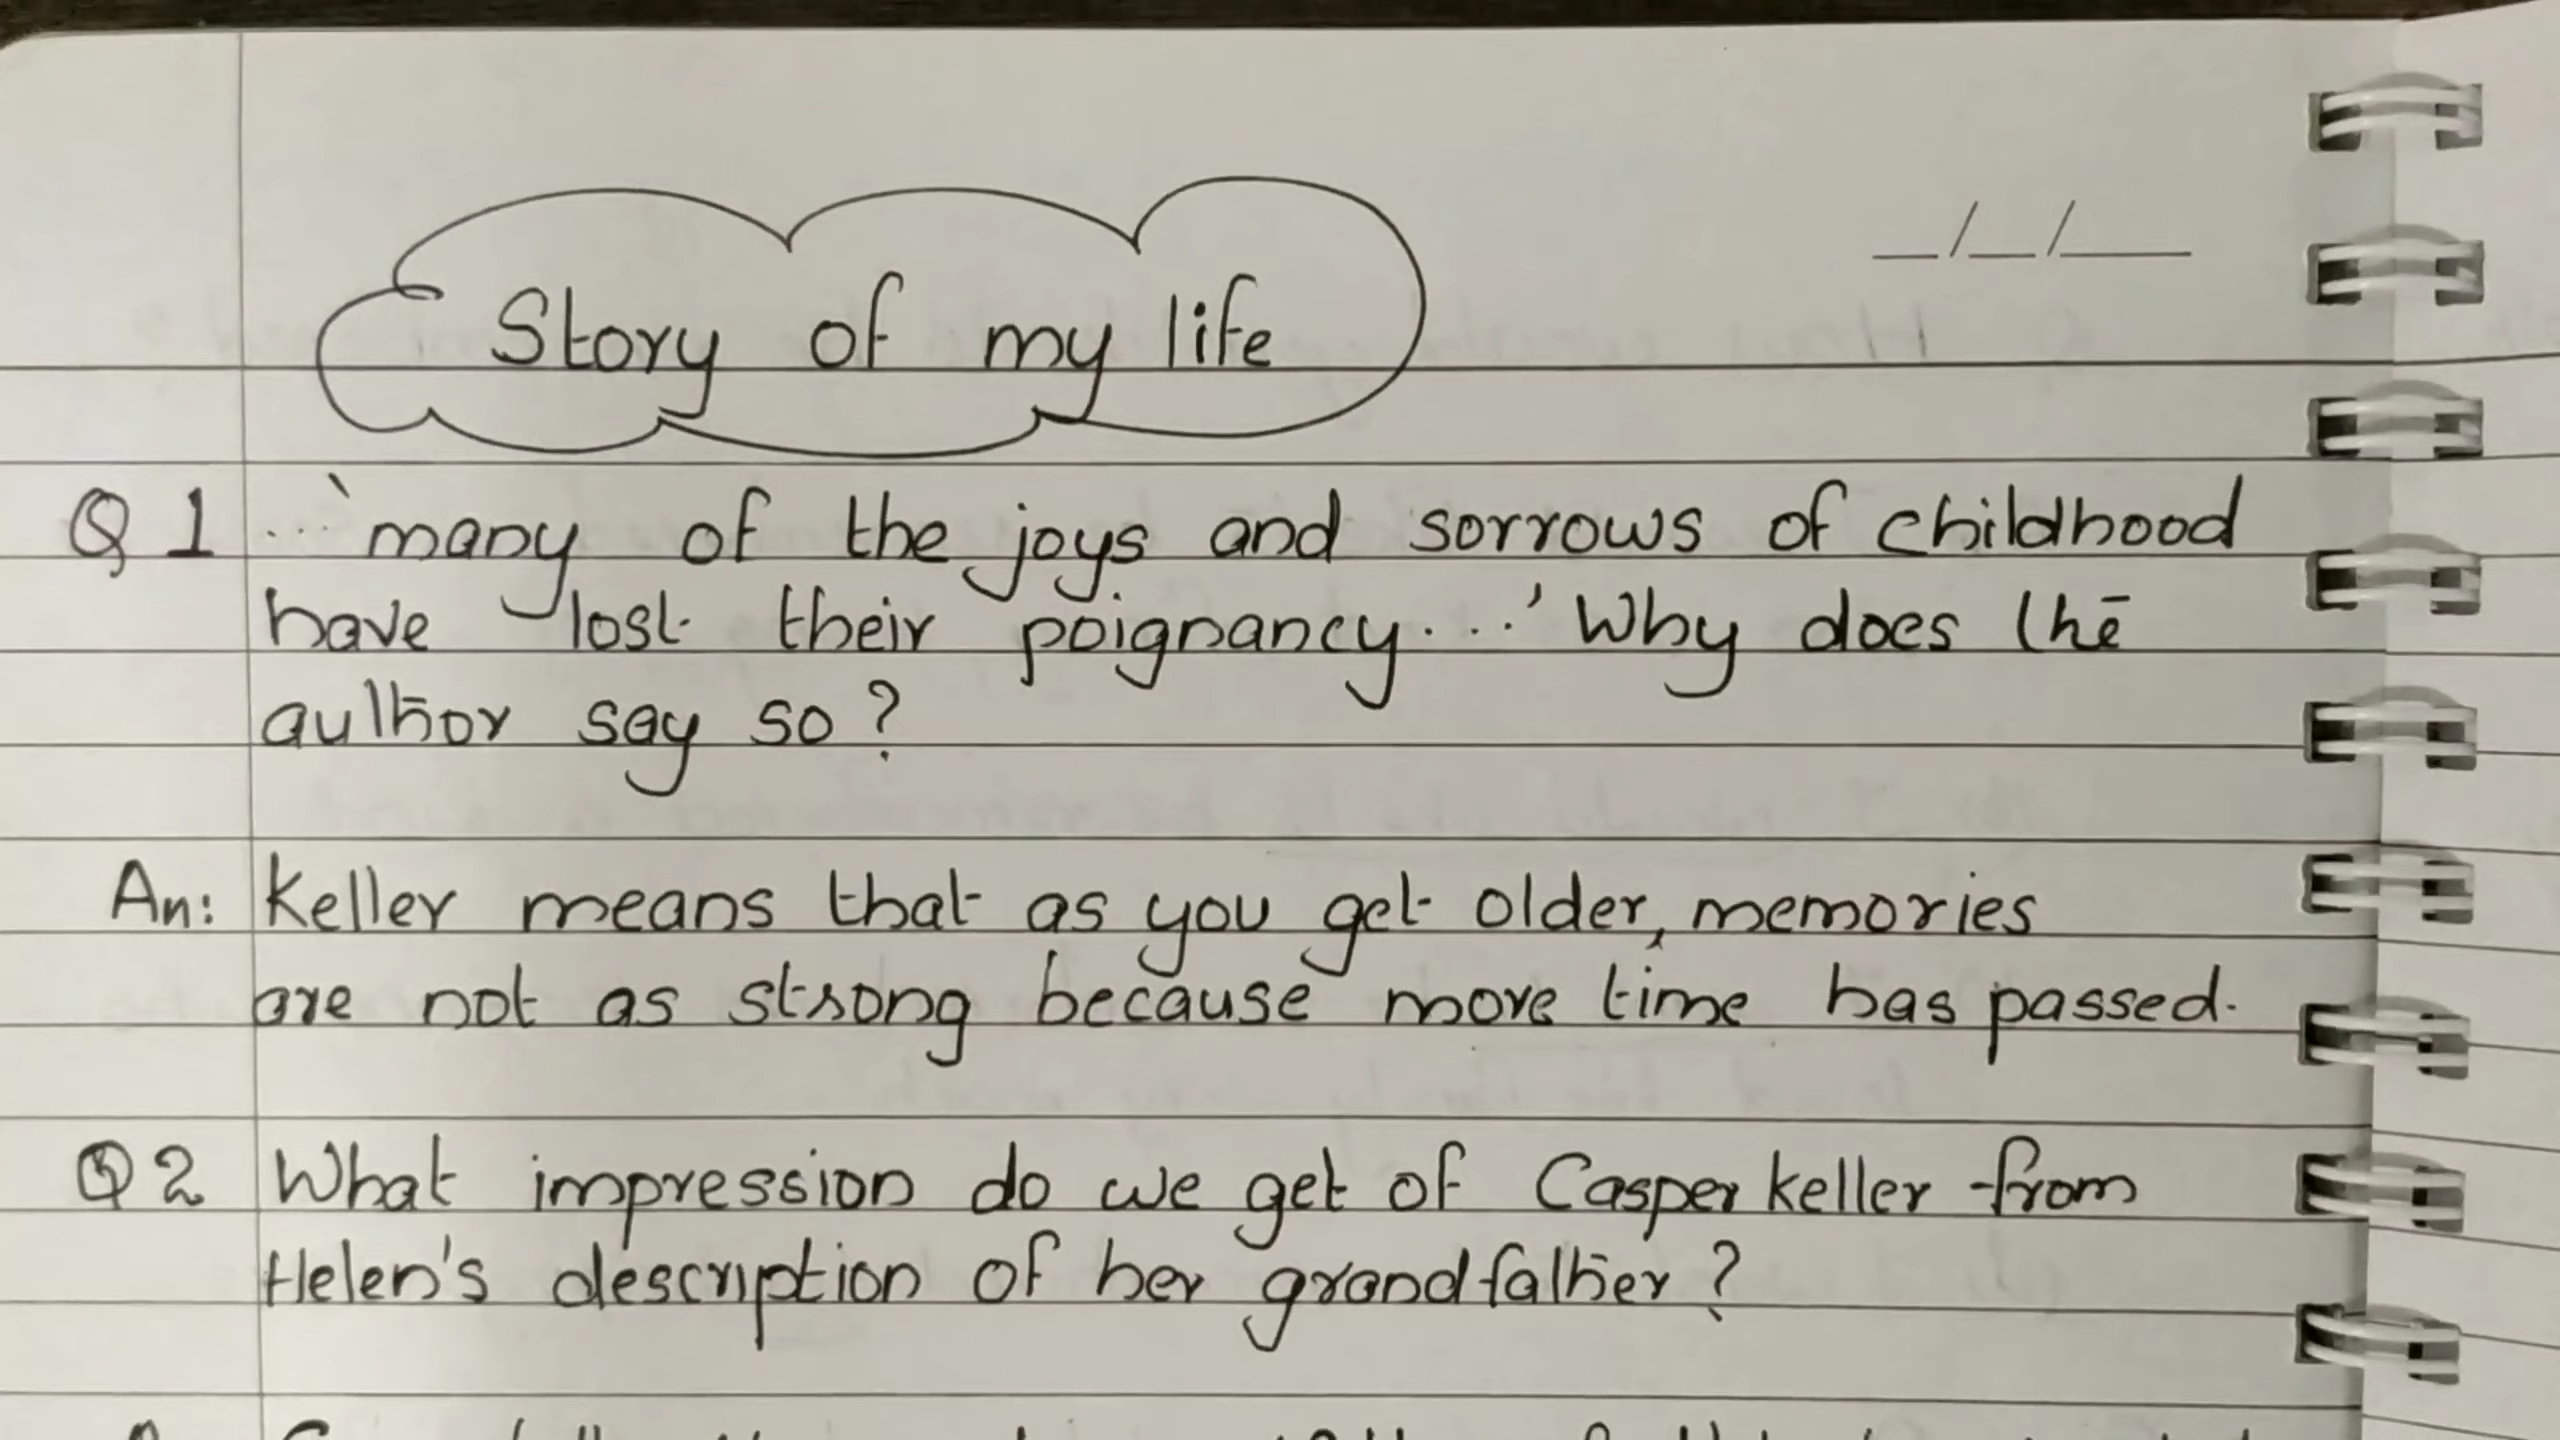 __/__/____
Story of my life
Q1 ...'many of the joys and sorrows of childhood
have lost their poignancy...' Why does the
author say so?
An: Keller means that as you get older, memories
are not as strong because more time has passed.
Q2 What impression do we get of Casper keller from
Helen's description of her grandfather?